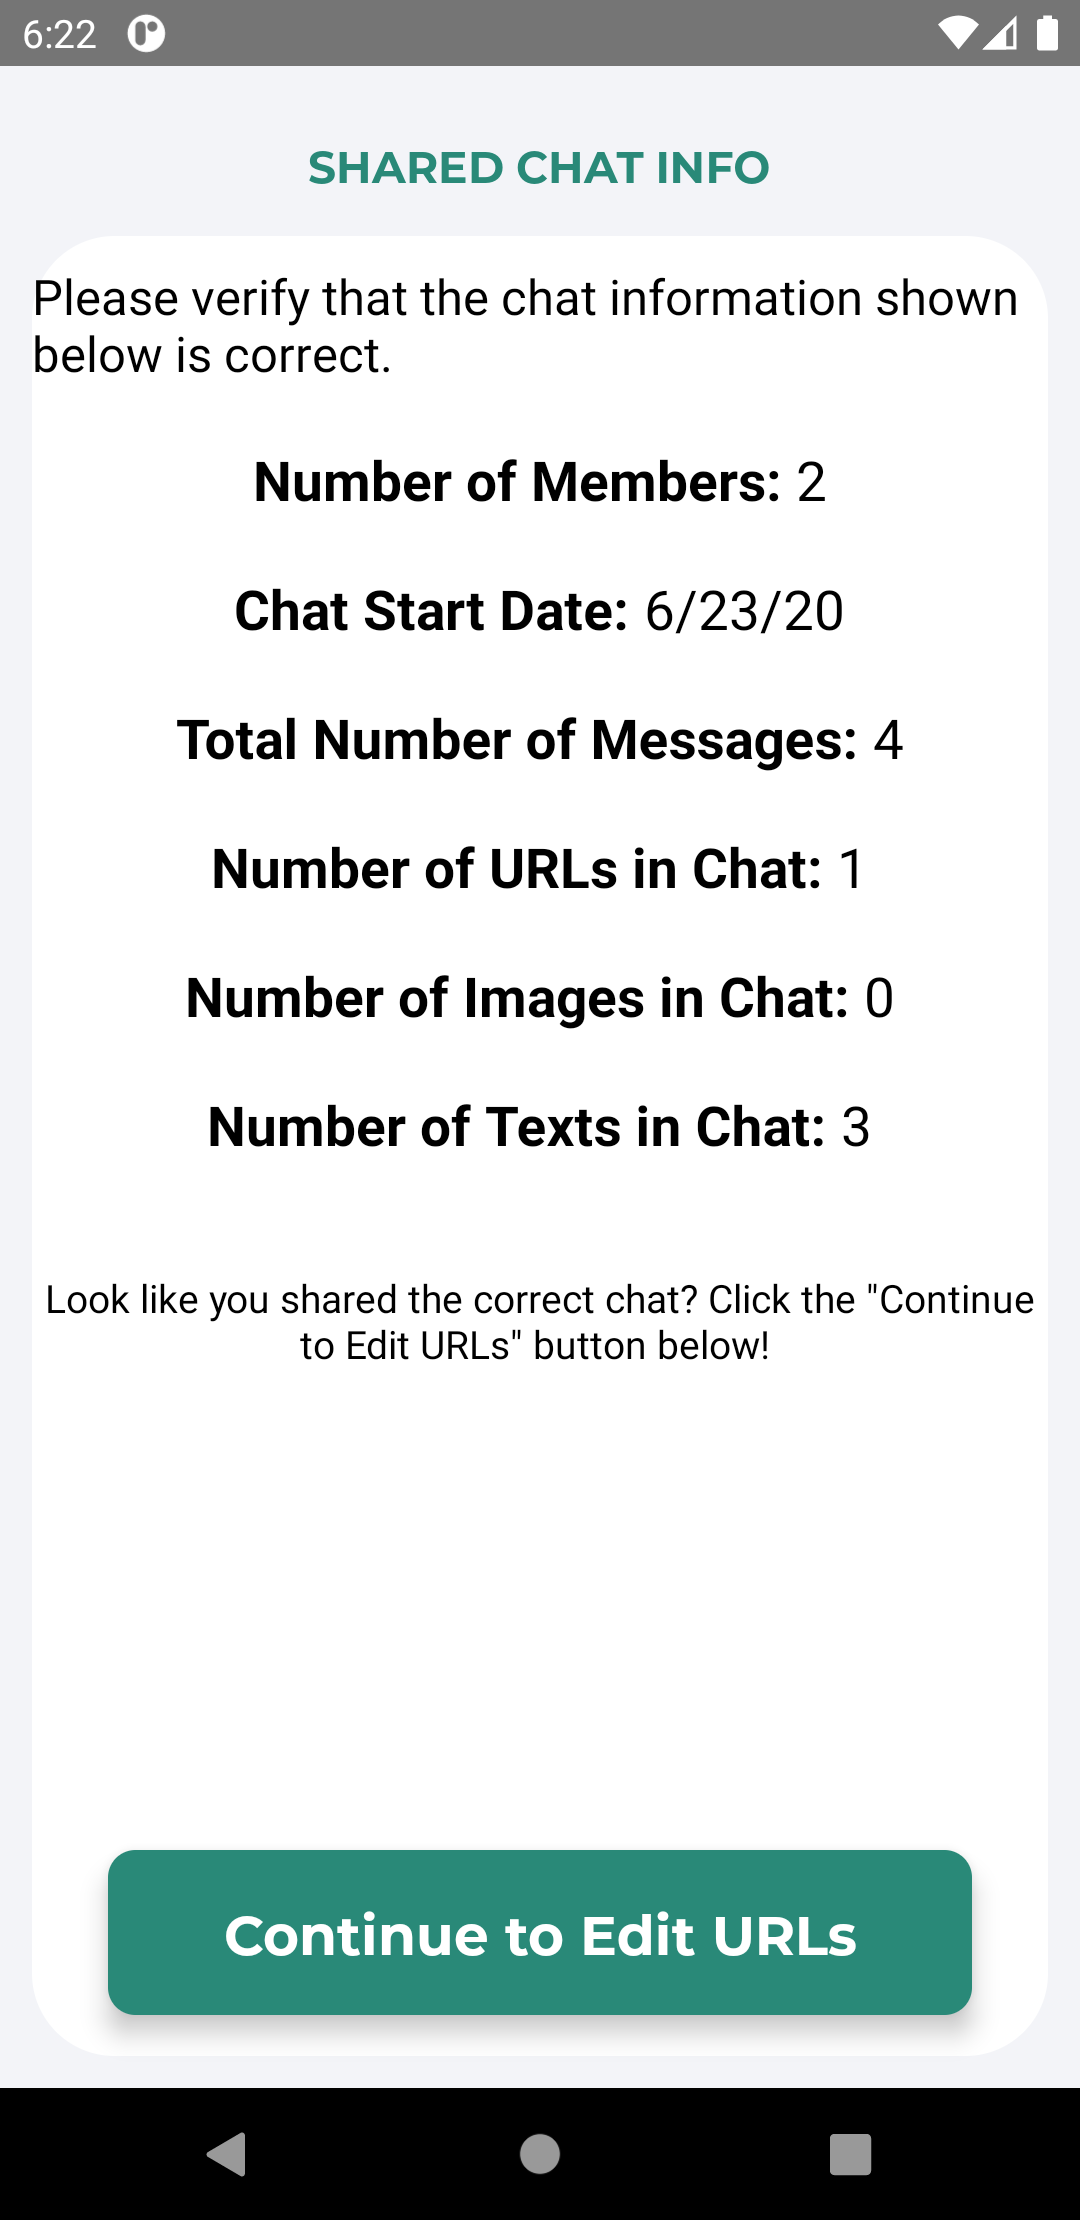 6:22
SHARED CHAT INFO
Please verify that the chat information shown
below is correct.
Number of Members: 2
Chat Start Date: 6/23/20
Total Number of Messages: 4
Number of URLs in Chat: 1
Number of Images in Chat: 0
Number of Texts in Chat: 3
Look like you shared the correct chat? Click the "Continue
to Edit URLs" button below!
Continue to Edit URLs